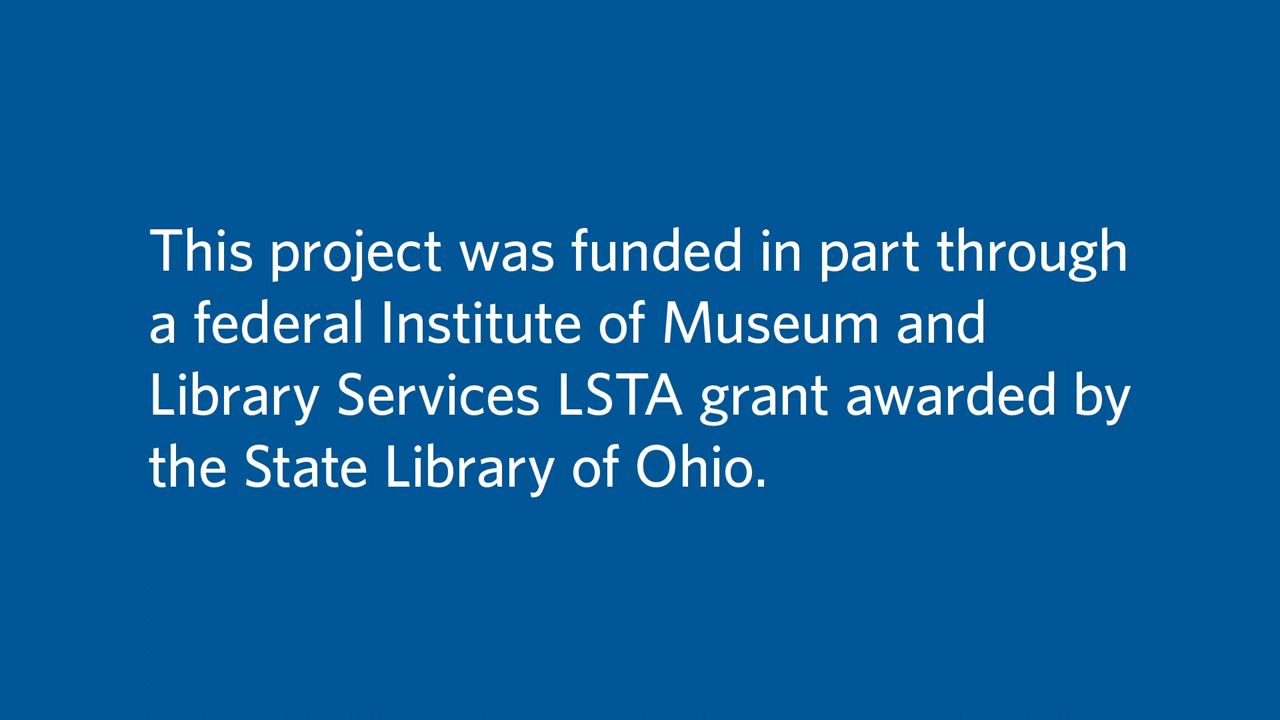 This project was funded in part through
a federal Institute of Museum and
Library Services LSTA grant awarded by
the State Library of Ohio.